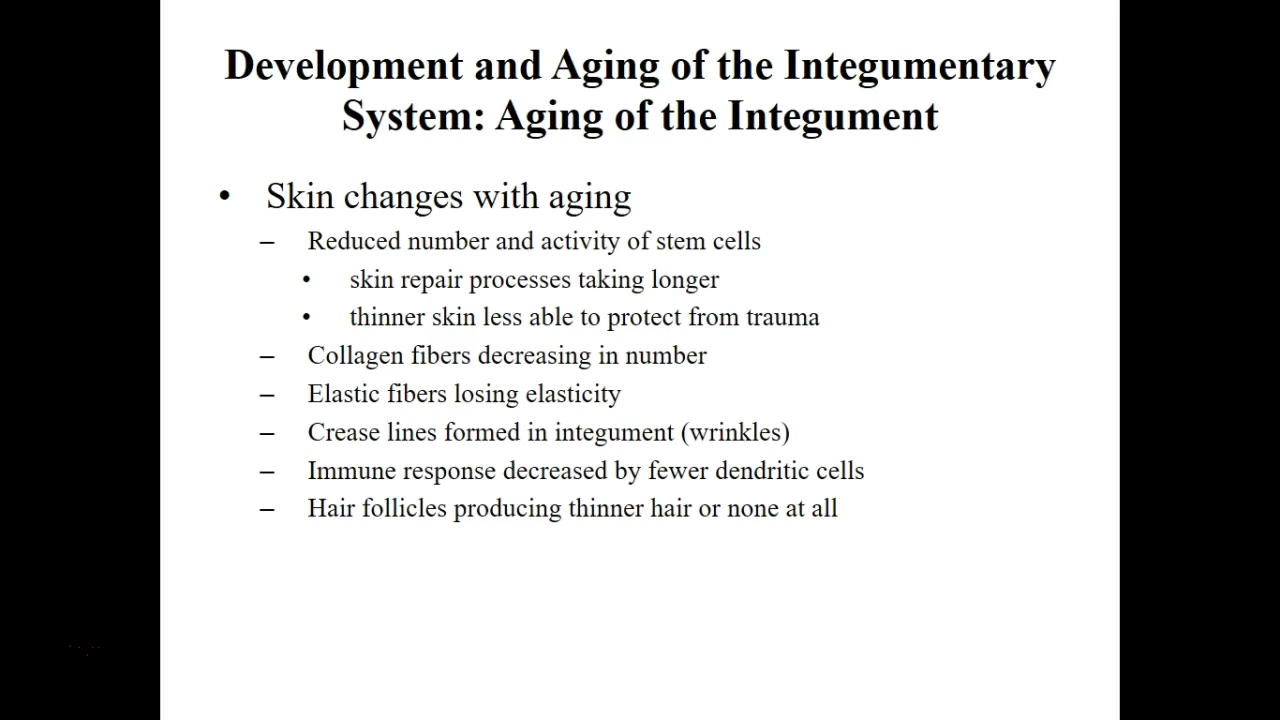 Development and Aging of the Integumentary
System: Aging of the Integument
• Skin changes with aging
– Reduced number and activity of stem cells
• skin repair processes taking longer
• thinner skin less able to protect from trauma
– Collagen fibers decreasing in number
– Elastic fibers losing elasticity
– Crease lines formed in integument (wrinkles)
– Immune response decreased by fewer dendritic cells
– Hair follicles producing thinner hair or none at all